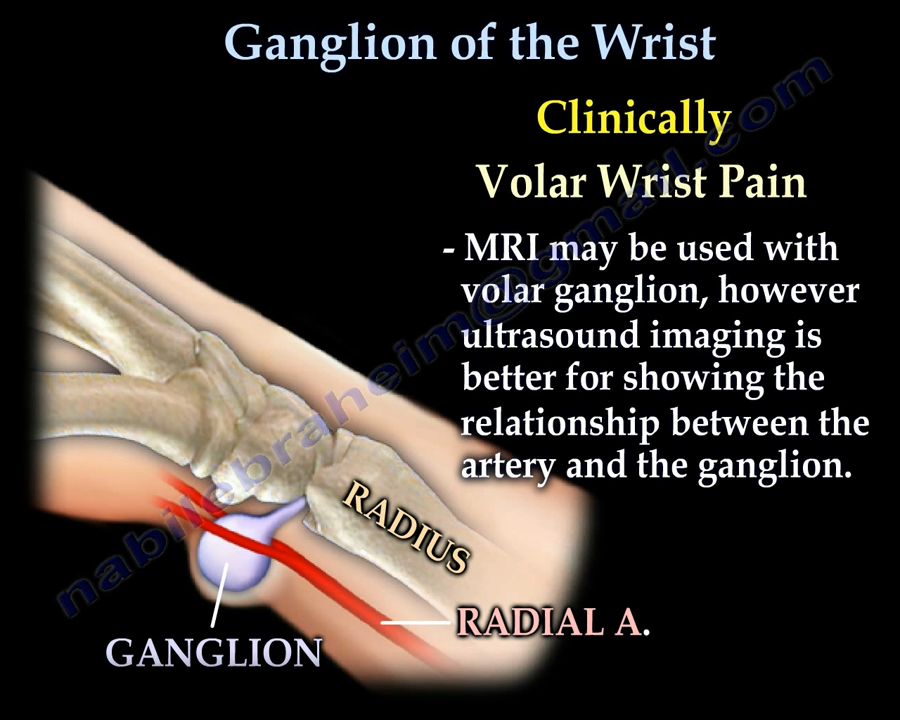 Ganglion of the Wrist
Clinically
Volar Wrist Pain
- MRI may be used with
volar ganglion, however
ultrasound imaging is
better for showing the
relationship between the
artery and the ganglion.
RADIUS
RADIAL A.
GANGLION
nabilebraheim@gmail.com